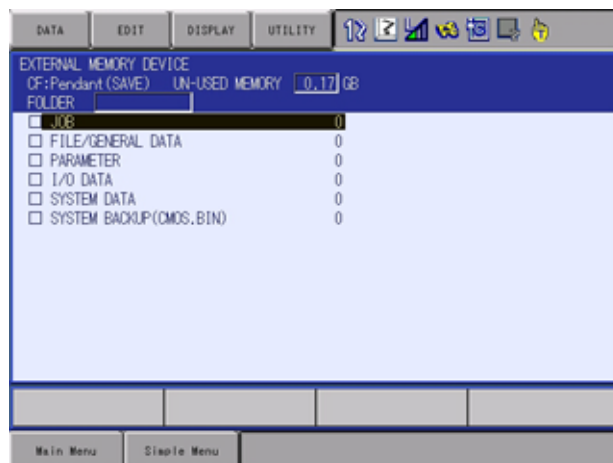 DATA EDIT DISPLAY UTILITY
EXTERNAL MEMORY DEVICE
CF:Pendant(SAVE) UN-USED MEMORY 0.17 GB
FOLDER
JOB 0
FILE/GENERAL DATA 0
PARAMETER 0
I/O DATA 0
SYSTEM DATA 0
SYSTEM BACKUP(CMOS.BIN) 0
Main Menu Simple Menu